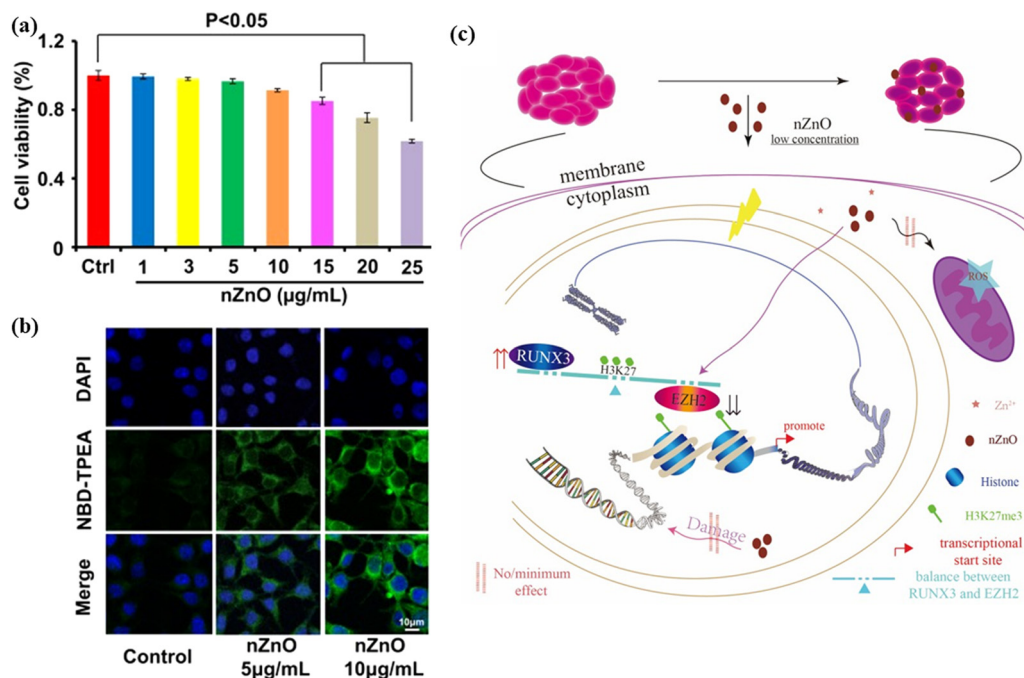 (a)
P<0.05
Cell viability (%)
1.2
0.8
0.4
0
Ctrl 1 3 5 10 15 20 25
nZnO (µg/mL)
(b)
DAPI
NBD-TPEA
Merge
10µm
Control
nZnO
5µg/mL
nZnO
10µg/mL
(c)
nZnO
low concentration
membrane
cytoplasm
ROS
RUNX3
H3K27
EZH2
promote
Damage
No/minimum
effect
Zn²⁺
nZnO
Histone
H3K27me3
transcriptional
start site
balance between
RUNX3 and EZH2